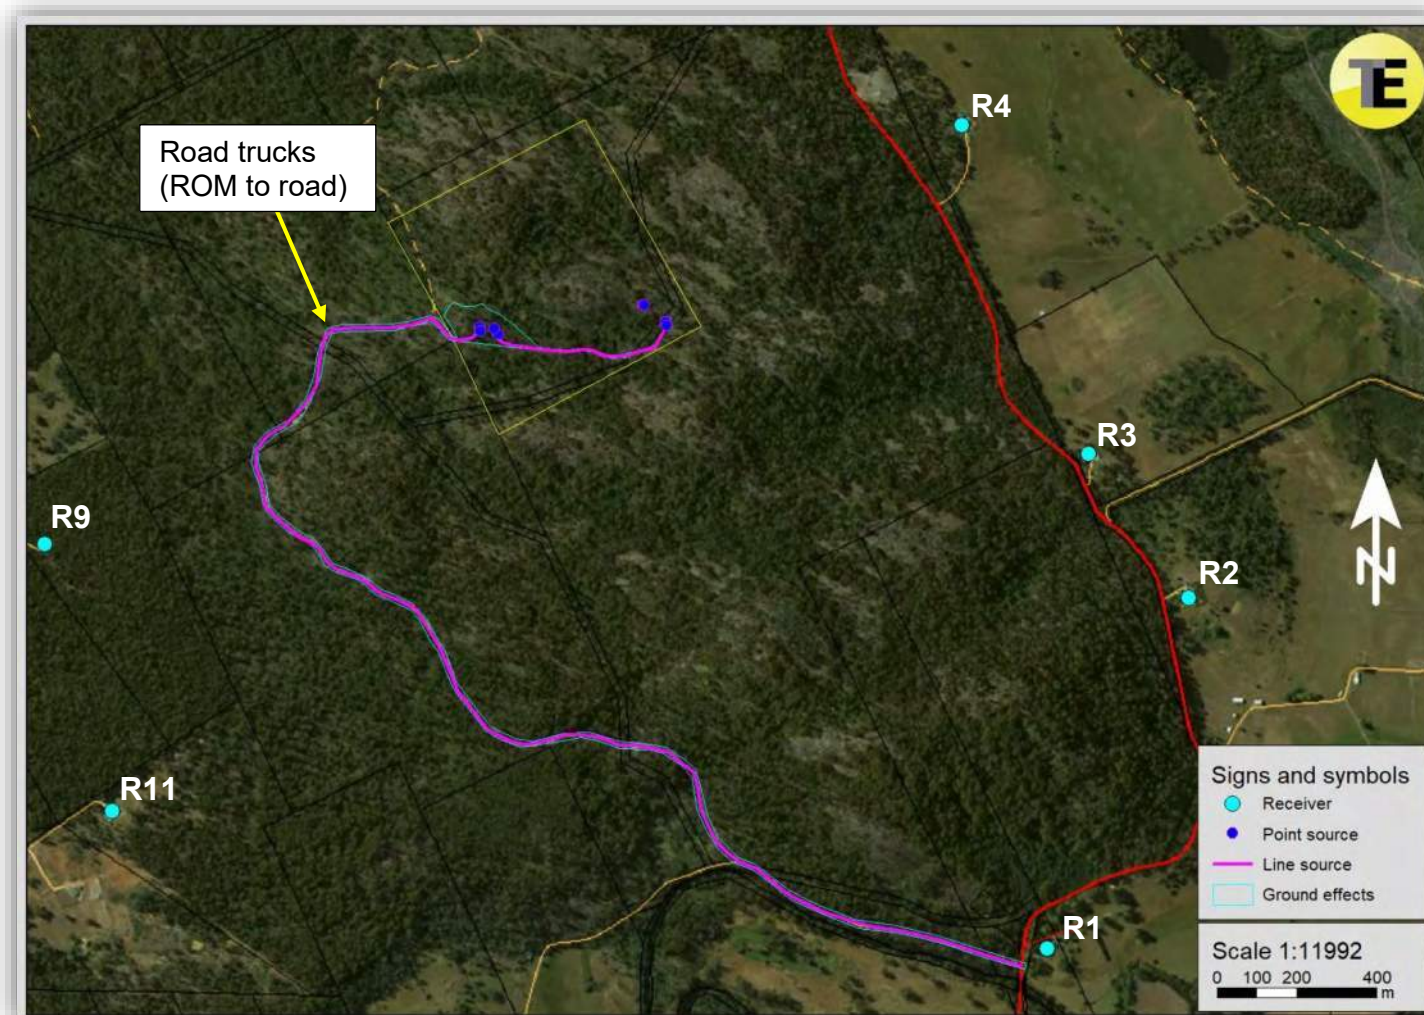 TE
R4
Road trucks
(ROM to road)
R3
R9
R2
N
R11
Signs and symbols
Receiver
Point source
Line source
Ground effects
R1
Scale 1:11992
0 100 200 400
m